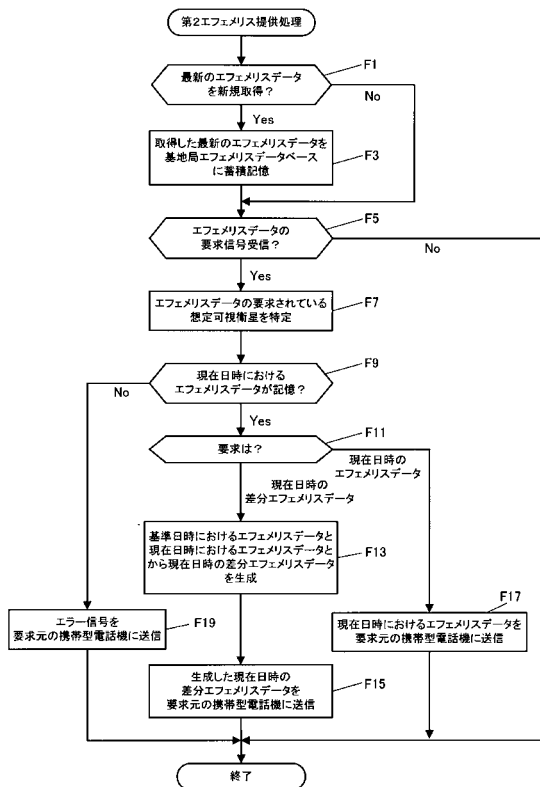 第2エフェメリス提供処理
F1
最新のエフェメリスデータ
を新規取得?
No
Yes
取得した最新のエフェメリスデータを
基地局エフェメリスデータベース
に蓄積記憶
F3
エフェメリスデータの
要求信号受信?
F5
No
Yes
エフェメリスデータの要求されている
想定可視衛星を特定
F7
現在日時における
エフェメリスデータが記憶?
F9
No
Yes
要求は?
F11
現在日時の
エフェメリスデータ
現在日時の
差分エフェメリスデータ
基準日時におけるエフェメリスデータと
現在日時におけるエフェメリスデータと
から現在日時の差分エフェメリスデータ
を生成
F13
エラー信号を
要求元の携帯型電話機に送信
F19
現在日時におけるエフェメリスデータを
要求元の携帯型電話機に送信
F17
生成した現在日時の
差分エフェメリスデータを
要求元の携帯型電話機に送信
F15
終了